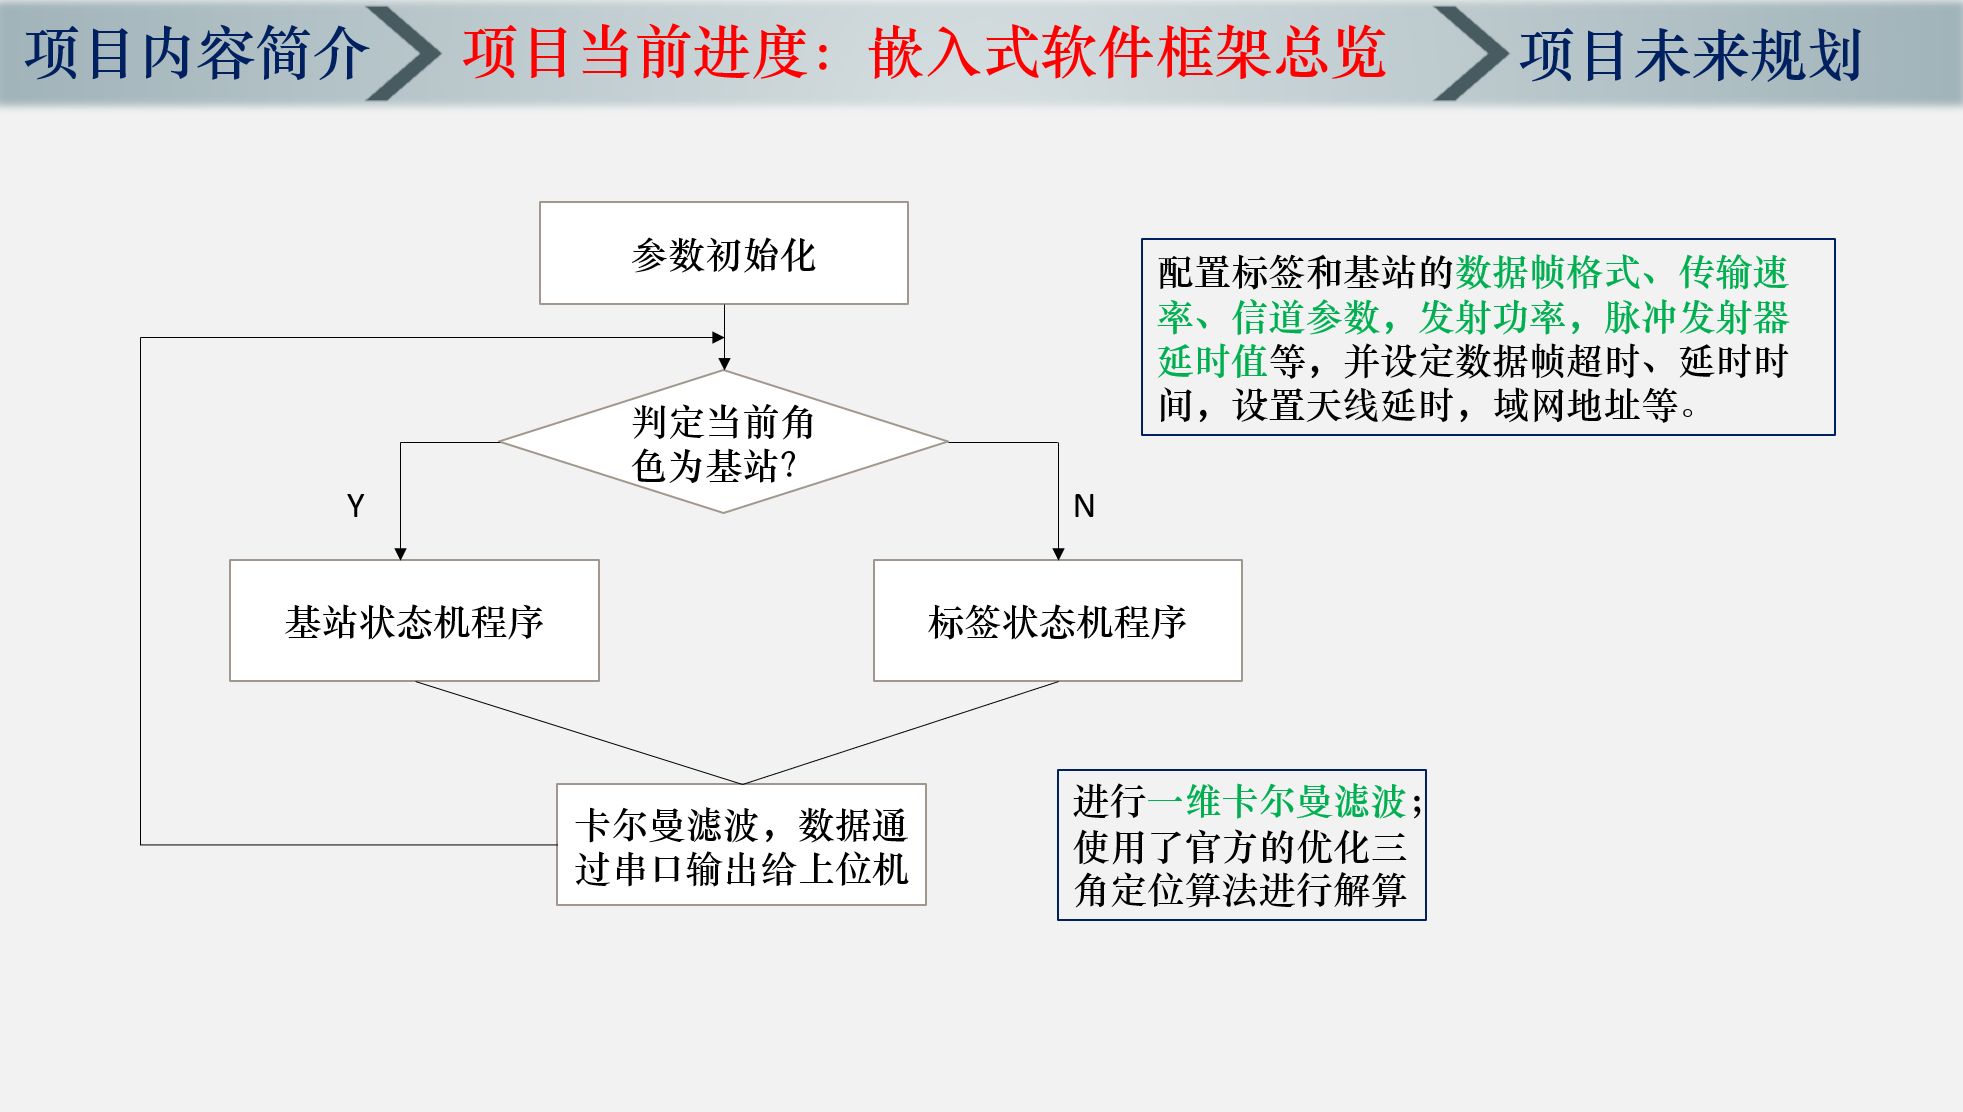 项目内容简介
项目当前进度：嵌入式软件框架总览
项目未来规划
参数初始化
配置标签和基站的数据帧格式、传输速
率、信道参数，发射功率，脉冲发射器
延时值等，并设定数据帧超时、延时时
间，设置天线延时，域网地址等。
判定当前角
色为基站？
Y
N
基站状态机程序
标签状态机程序
卡尔曼滤波，数据通
过串口输出给上位机
进行一维卡尔曼滤波；
使用了官方的优化三
角定位算法进行解算